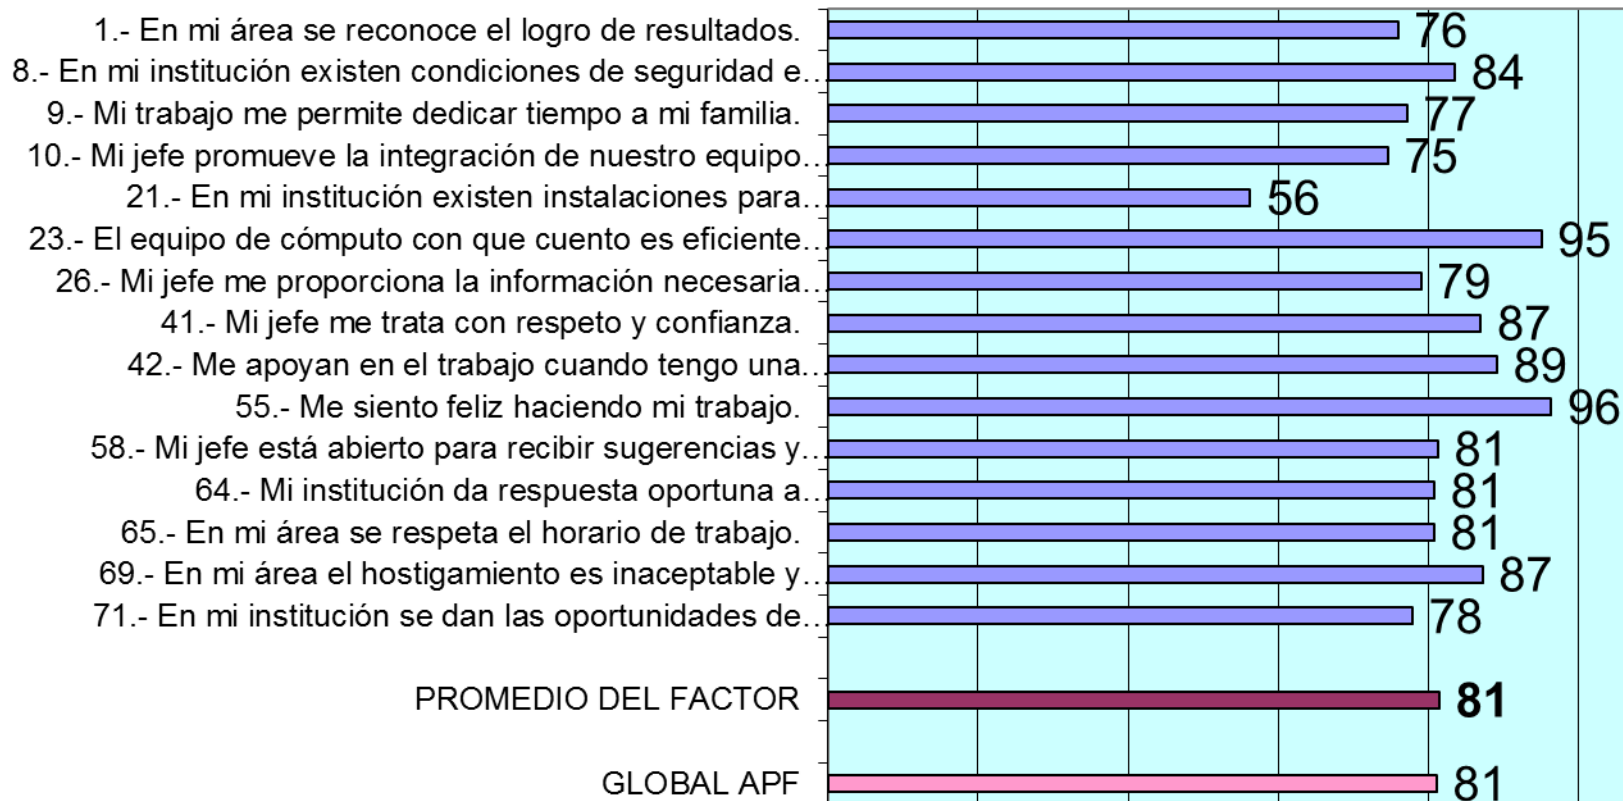 1.- En mi área se reconoce el logro de resultados. 76
8.- En mi institución existen condiciones de seguridad e... 84
9.- Mi trabajo me permite dedicar tiempo a mi familia. 77
10.- Mi jefe promueve la integración de nuestro equipo... 75
21.- En mi institución existen instalaciones para... 56
23.- El equipo de cómputo con que cuento es eficiente... 95
26.- Mi jefe me proporciona la información necesaria... 79
41.- Mi jefe me trata con respeto y confianza. 87
42.- Me apoyan en el trabajo cuando tengo una... 89
55.- Me siento feliz haciendo mi trabajo. 96
58.- Mi jefe está abierto para recibir sugerencias y... 81
64.- Mi institución da respuesta oportuna a... 81
65.- En mi área se respeta el horario de trabajo. 81
69.- En mi área el hostigamiento es inaceptable y... 87
71.- En mi institución se dan las oportunidades de... 78
PROMEDIO DEL FACTOR 81
GLOBAL APF 81